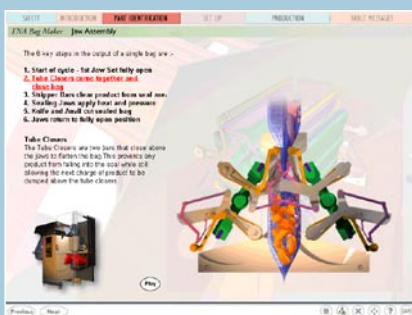 SAFETY INTRODUCTION PART IDENTIFICATION SET UP PRODUCTION TABLE MESSAGES
TNA Bag Maker Jaw Assembly
The 6 key steps in the output of a single bag are :-
1. Start of cycle - 1st Jaw Set fully open
2. Tube Closers come together and
close bag
3. Stripper Bars clear product from seal area
4. Sealing Jaws apply heat and pressure
5. Knife and Anvil cut sealed bag
6. Jaws return to fully open position
Tube Closers
The Tube Closers are two bars that close above
the jaws to flatten the bag. This prevents any
product from falling into the seal while still
allowing the next charge of product to be
dumped above the tube closers.
Play
Previous Next